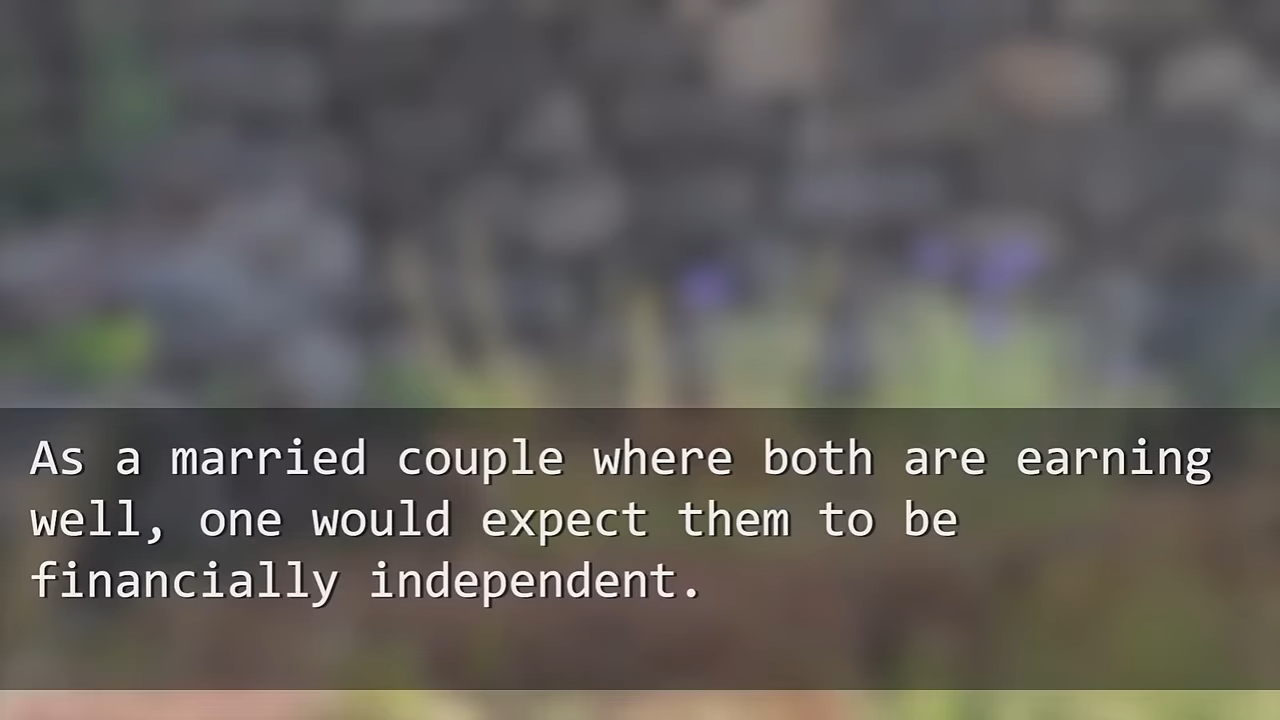 As a married couple where both are earning
well, one would expect them to be
financially independent.